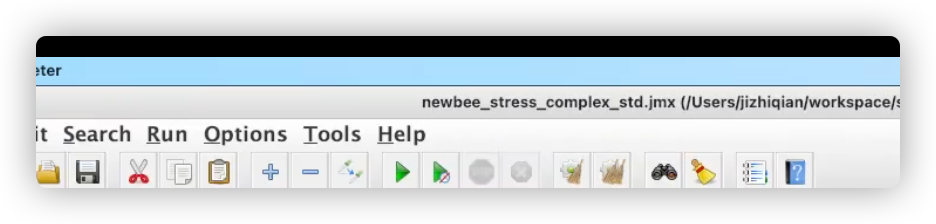 eter
newbee_stress_complex_std.jmx (/Users/jizhiqian/workspace/s
it Search Run Options Tools Help